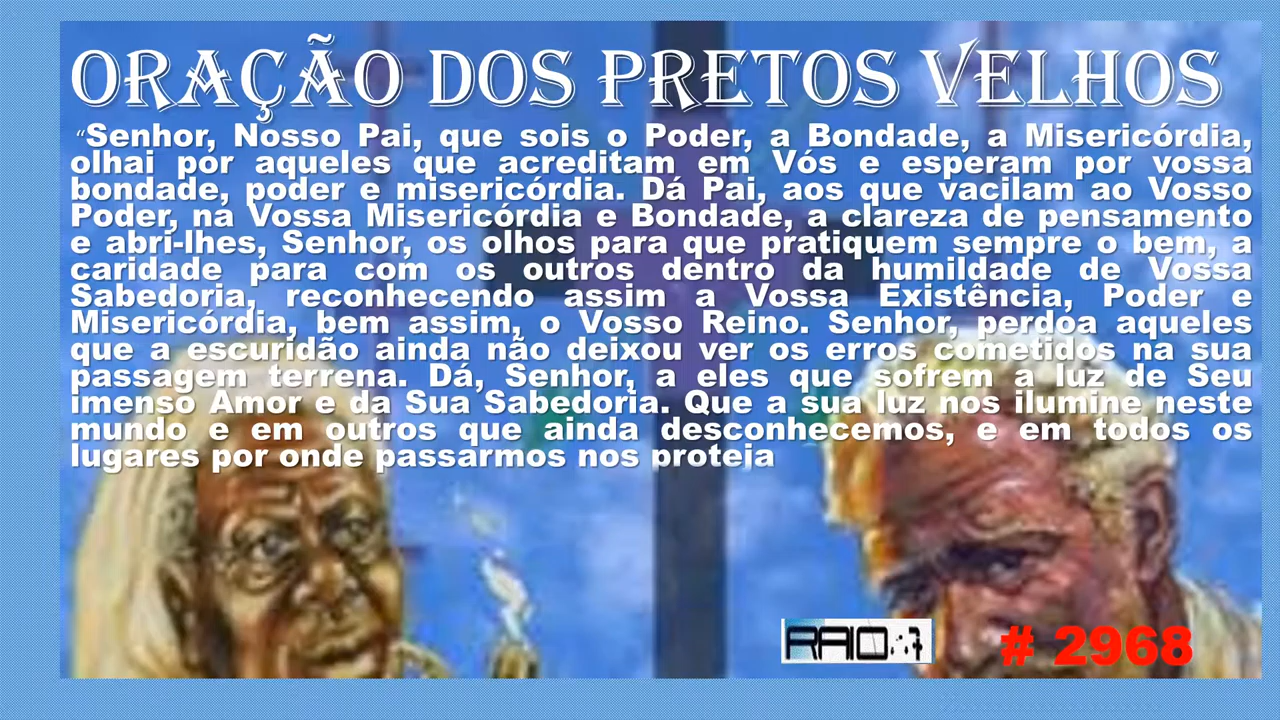 ORAÇÃO DOS PRETOS VELHOS
“Senhor, Nosso Pai, que sois o Poder, a Bondade, a Misericórdia,
olhai por aqueles que acreditam em Vós e esperam por vossa
bondade, poder e misericórdia. Dá Pai, aos que vacilam ao Vosso
Poder, na Vossa Misericórdia e Bondade, a clareza de pensamento
e abri-lhes, Senhor, os olhos para que pratiquem sempre o bem, a
caridade para com os outros dentro da humildade de Vossa
Sabedoria, reconhecendo assim a Vossa Existência, Poder e
Misericórdia, bem assim, o Vosso Reino. Senhor, perdoa aqueles
que a escuridão ainda não deixou ver os erros cometidos na sua
passagem terrena. Dá, Senhor, a eles que sofrem a luz de Seu
imenso Amor e da Sua Sabedoria. Que a sua luz nos ilumine neste
mundo e em outros que ainda desconhecemos, e em todos os
lugares por onde passarmos nos proteia
RAIO
# 2968